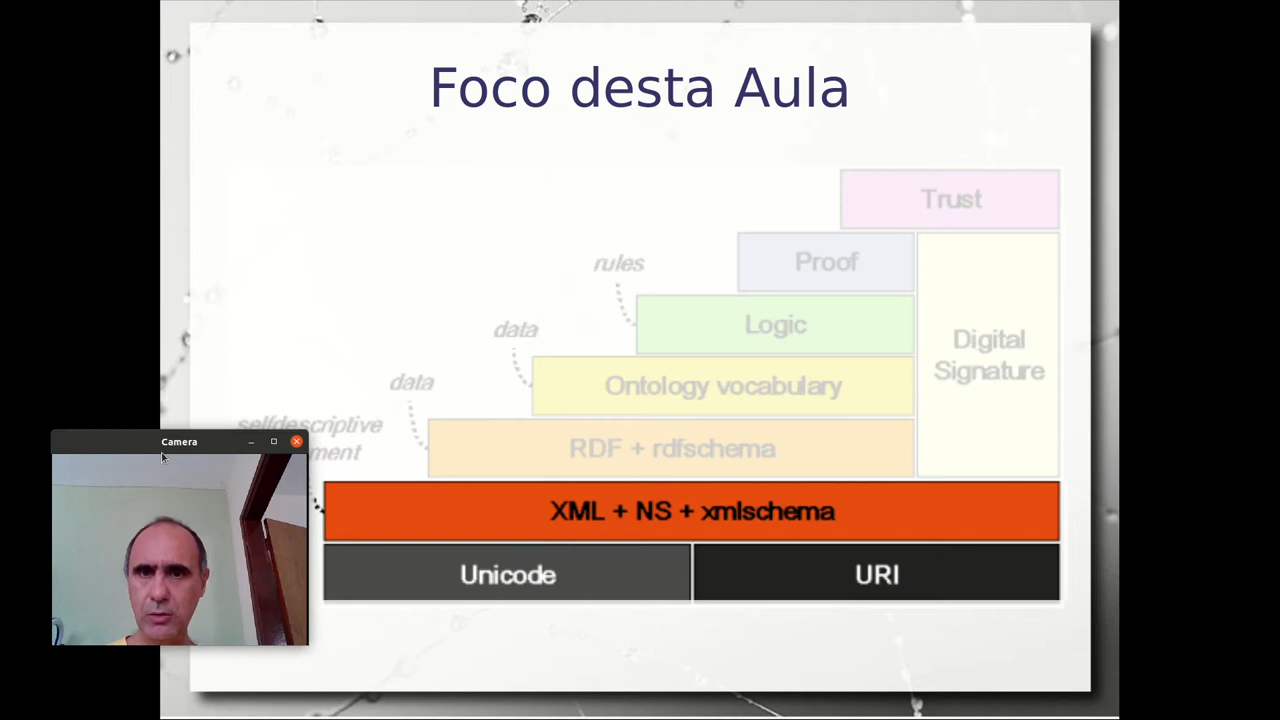 Foco desta Aula
Trust
Proof
rules
Logic
Digital
Signature
data
Ontology vocabulary
data
RDF + rdfschema
selfdescriptive
Camera
XML + NS + xmlschema
Unicode
URI